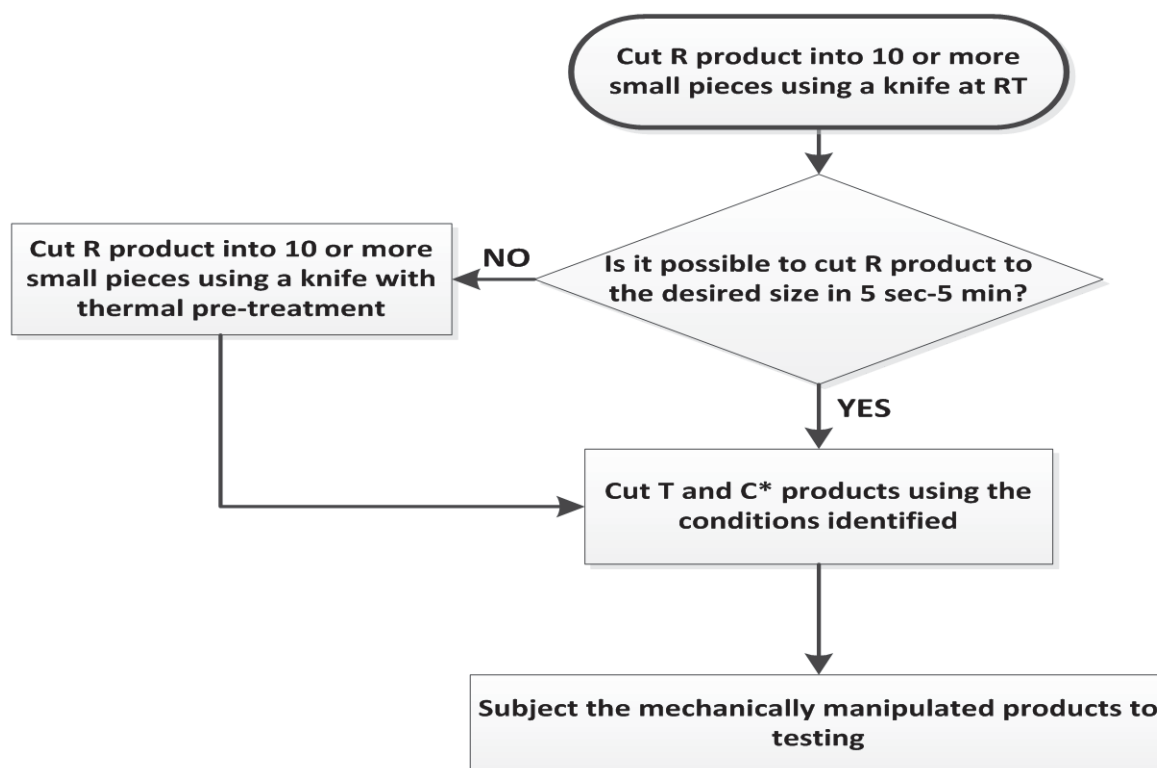 Cut R product into 10 or more
small pieces using a knife at RT
Is it possible to cut R product to
the desired size in 5 sec-5 min?
NO
Cut R product into 10 or more
small pieces using a knife with
thermal pre-treatment
YES
Cut T and C* products using the
conditions identified
Subject the mechanically manipulated products to
testing